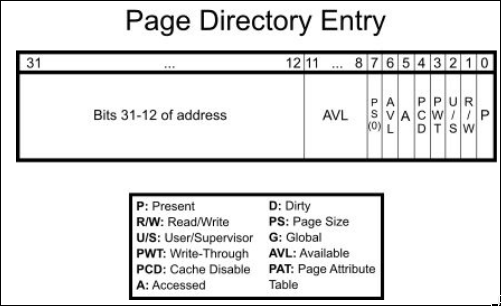 Page Directory Entry
31 ... 12 11 ... 8 7 6 5 4 3 2 1 0
Bits 31-12 of address AVL PS(0) AVL A PCD PWT U/S R/W P
P: Present D: Dirty
R/W: Read/Write PS: Page Size
U/S: User/Supervisor G: Global
PWT: Write-Through AVL: Available
PCD: Cache Disable PAT: Page Attribute
A: Accessed Table